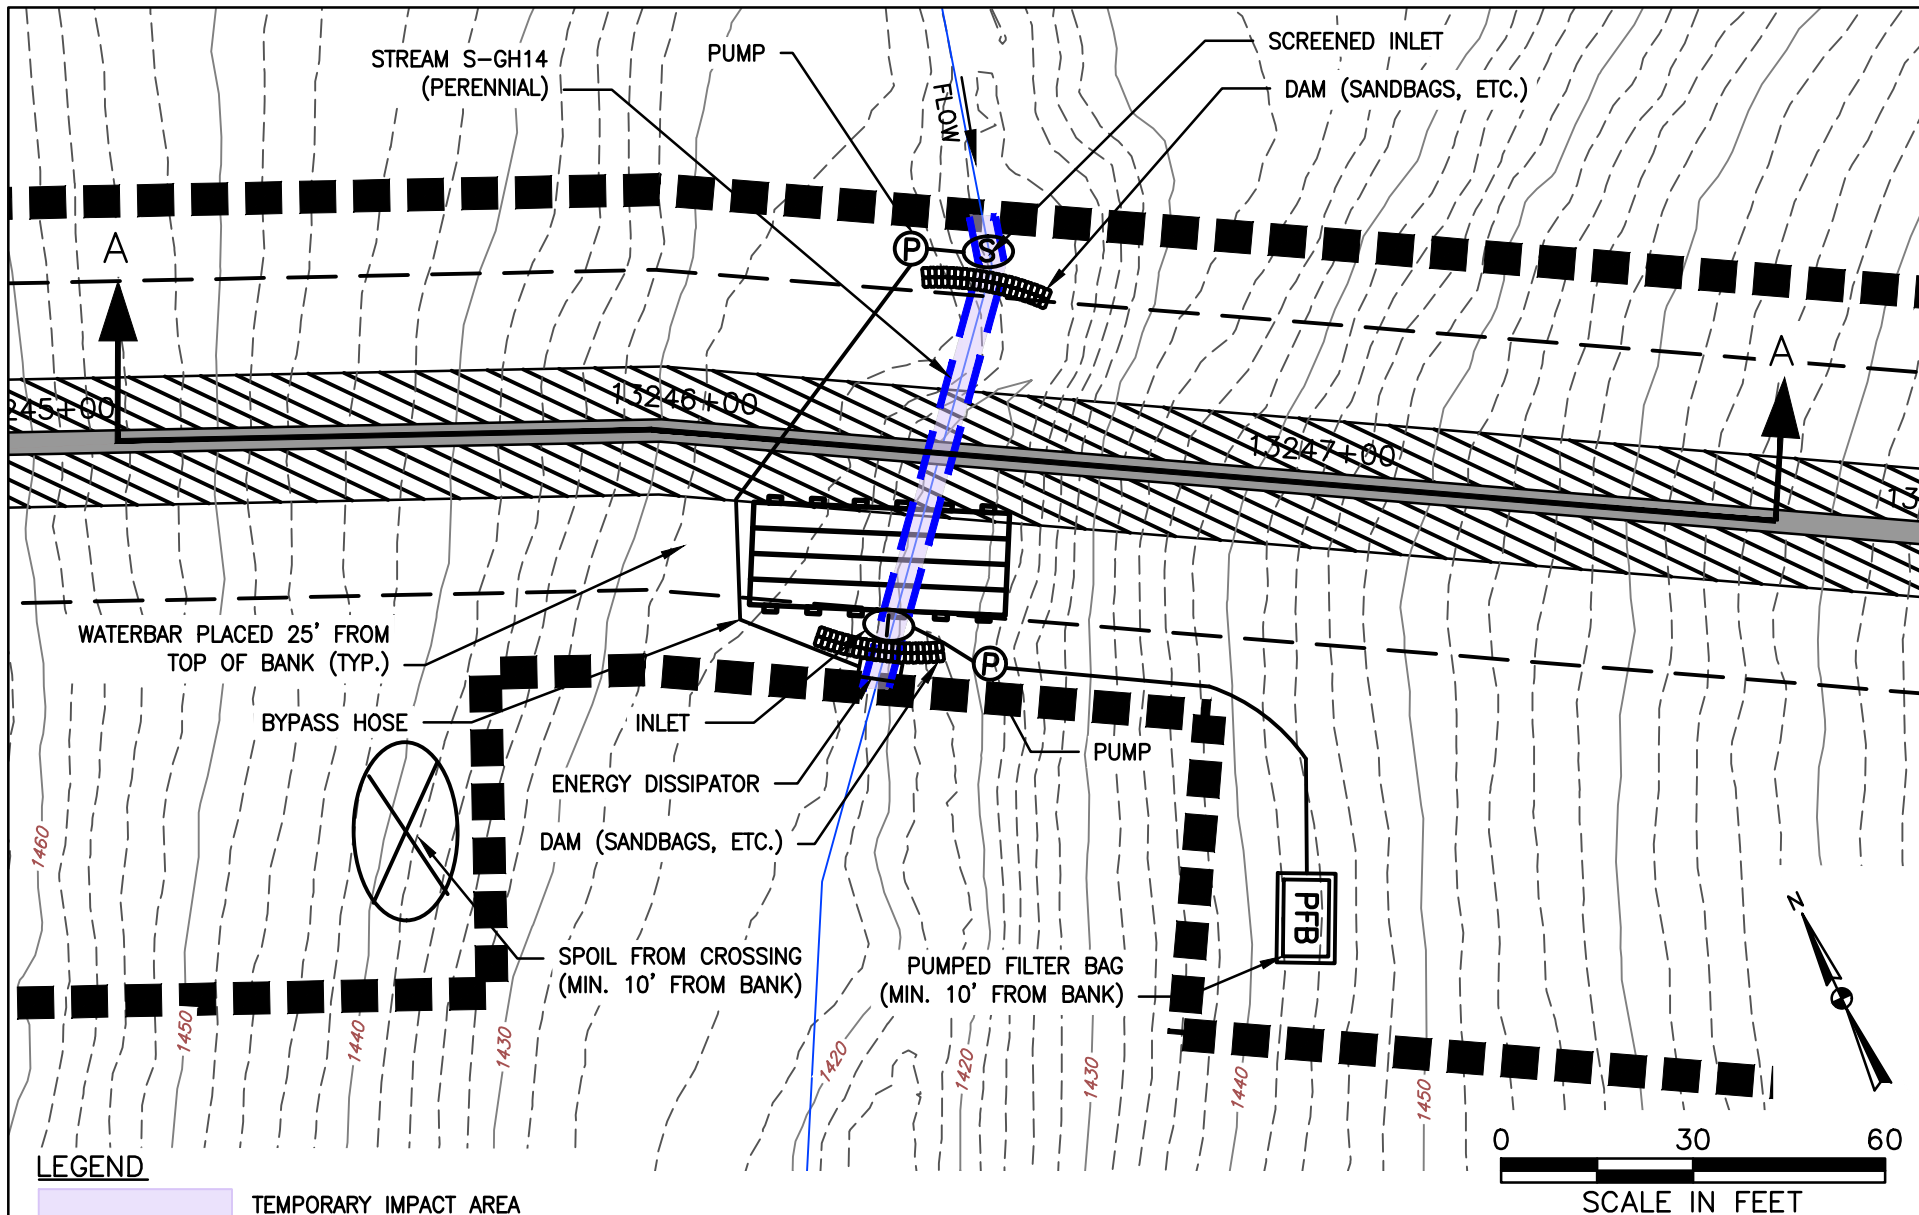 STREAM S-GH14
(PERENNIAL)
PUMP
SCREENED INLET
DAM (SANDBAGS, ETC.)
FLOW
A
P
S
A
245+00
13246+00
13247+00
13
WATERBAR PLACED 25' FROM
TOP OF BANK (TYP.)
I
P
BYPASS HOSE
INLET
PUMP
ENERGY DISSIPATOR
DAM (SANDBAGS, ETC.)
PFB
SPOIL FROM CROSSING
(MIN. 10' FROM BANK)
PUMPED FILTER BAG
(MIN. 10' FROM BANK)
N
1460
1450
1440
1430
1420
1420
1430
1440
1450
0 30 60
SCALE IN FEET
LEGEND
TEMPORARY IMPACT AREA